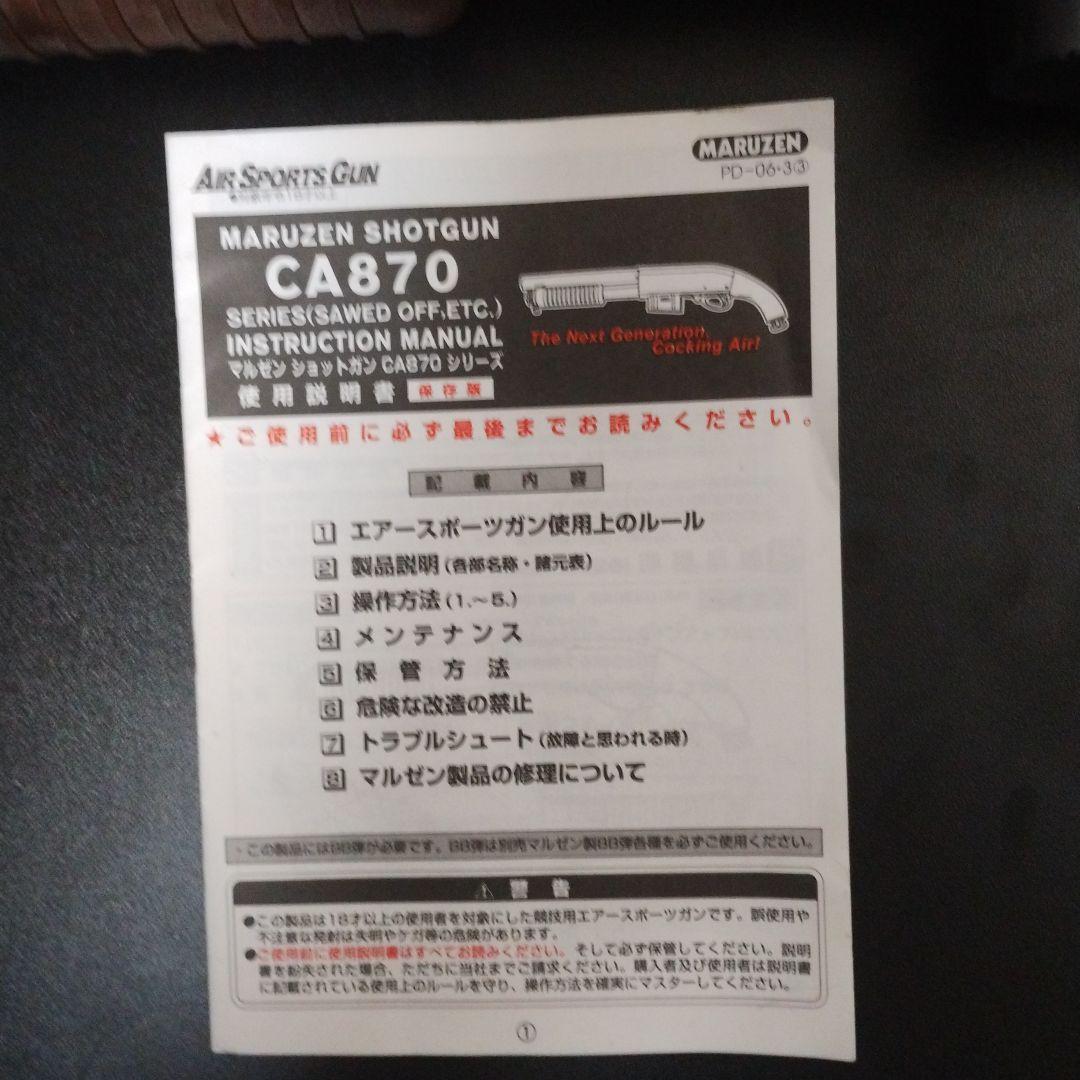 AIR SPORTS GUN
MARUZEN
PD-06・3③
●対象年令18才以上
MARUZEN SHOTGUN
CA870
SERIES(SAWED OFF,ETC.)
INSTRUCTION MANUAL
マルゼン ショットガン CA870 シリーズ
使用説明書 保存版
The Next Generation,
Cocking Air!
★ご使用前に必ず最後までお読みください。
記載内容
1 エアースポーツガン使用上のルール
2 製品説明(各部名称・諸元表)
3 操作方法(1.～5.)
4 メンテナンス
5 保管方法
6 危険な改造の禁止
7 トラブルシュート(故障と思われる時)
8 マルゼン製品の修理について
・この製品にはBB弾が必要です。BB弾は別売マルゼン製BB弾各種を必ずご使用ください。
⚠警告
●この製品は18才以上の使用者を対象にした競技用エアースポーツガンです。誤使用や
不注意な発射は失明やケガ等の危険があります。
●ご使用前に使用説明書はすべてお読みください。そして必ず保管してください。説明
書を紛失された場合、ただちに当社までご請求ください。購入者及び使用者は説明書
に記載されている使用上のルールを守り、操作方法を確実にマスターしてください。
①